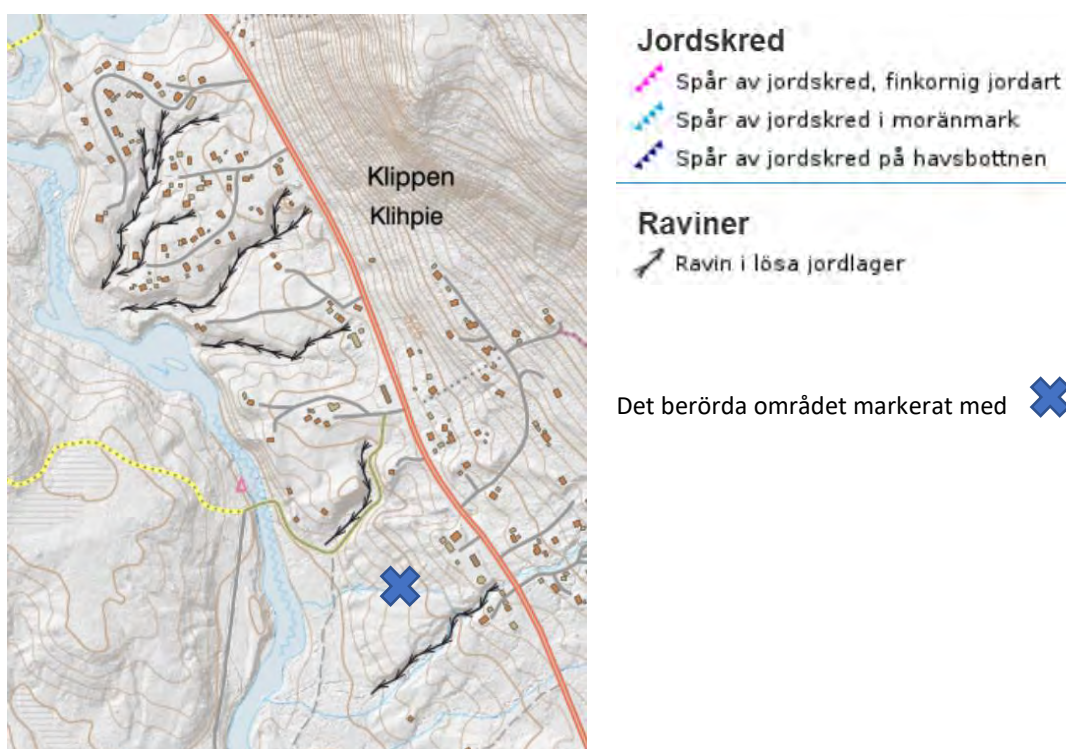 Klippen
Klihpie
Jordskred
Spår av jordskred, finkornig jordart
Spår av jordskred i moränmark
Spår av jordskred på havsbottnen
Raviner
Ravin i lösa jordlager
Det berörda området markerat med